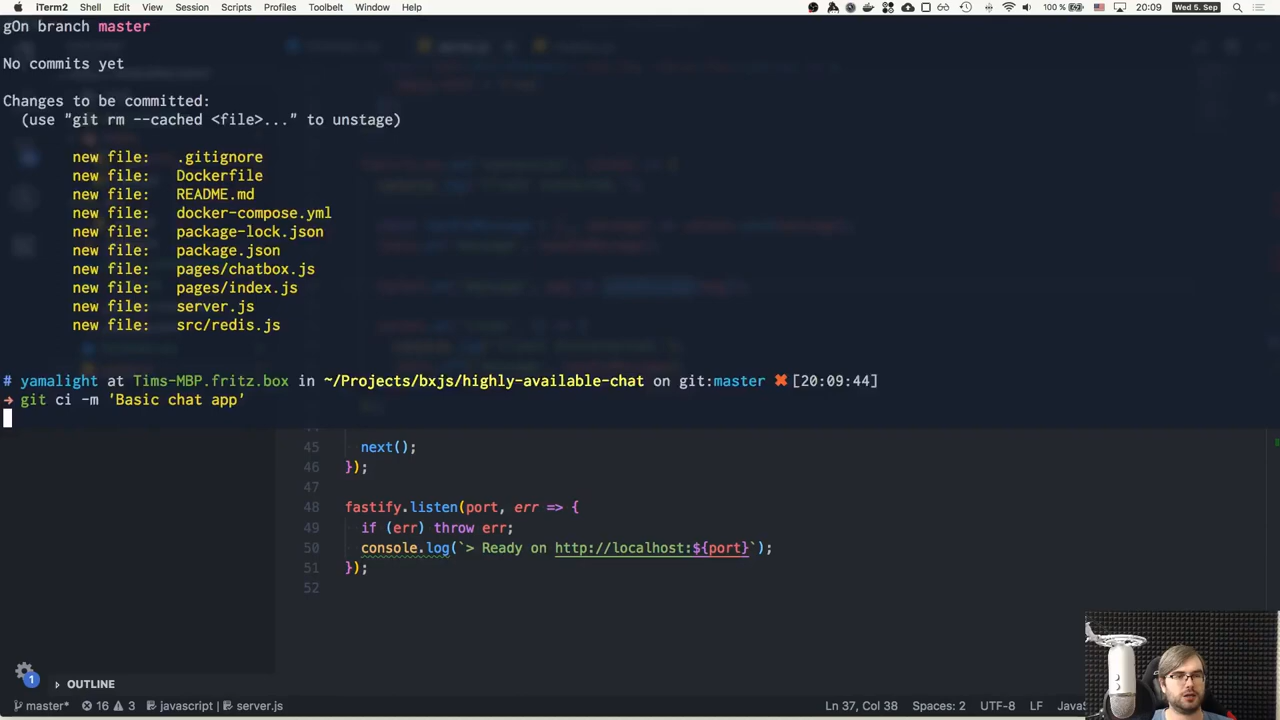 iTerm2 Shell Edit View Session Scripts Profiles Toolbelt Window Help 100 % 20:09 Wed 5. Sep
gOn branch master
No commits yet
Changes to be committed:
(use "git rm --cached <file>..." to unstage)
new file: .gitignore
new file: Dockerfile
new file: README.md
new file: docker-compose.yml
new file: package-lock.json
new file: package.json
new file: pages/chatbox.js
new file: pages/index.js
new file: server.js
new file: src/redis.js
# yamalight at Tims-MBP.fritz.box in ~/Projects/bxjs/highly-available-chat on git:master ✖ [20:09:44]
➜ git ci -m 'Basic chat app'
45 next();
46 });
47
48 fastify.listen(port, err => {
49 if (err) throw err;
50 console.log(`> Ready on http://localhost:${port}`);
51 });
52
1
OUTLINE
master* 16 3 javascript | server.js Ln 37, Col 38 Spaces: 2 UTF-8 LF